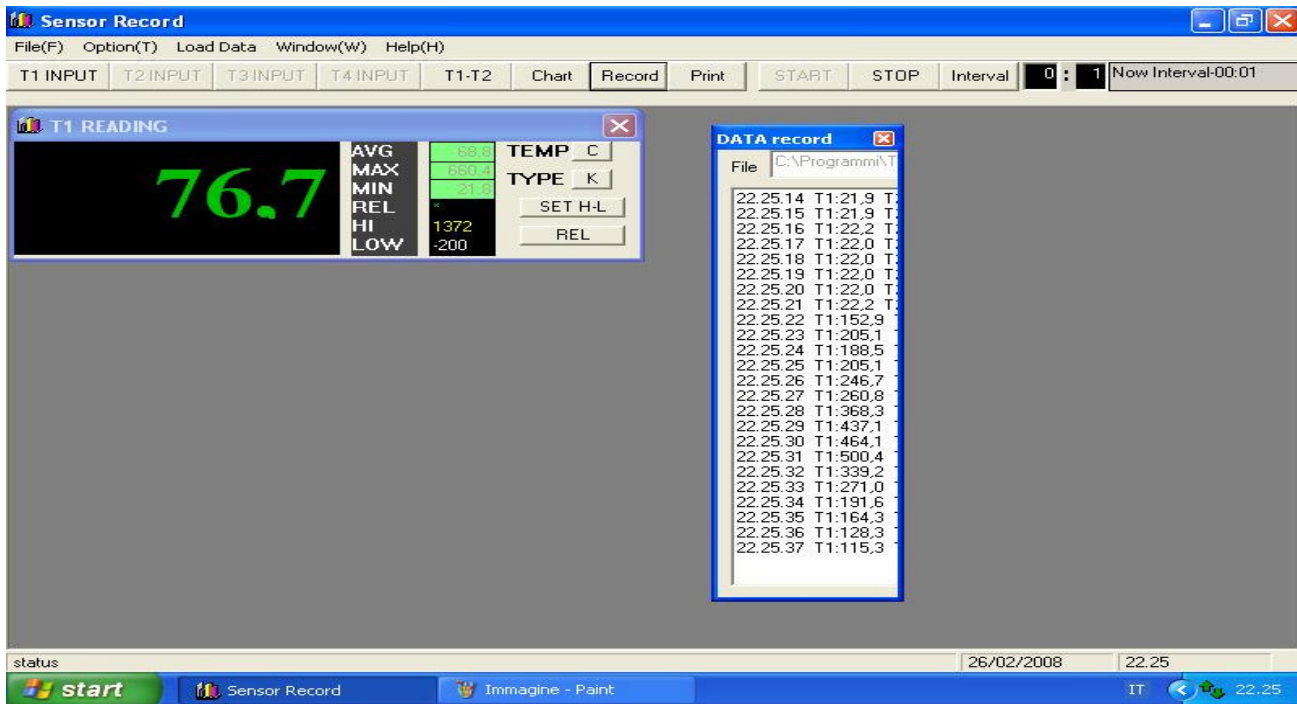 Sensor Record
File(F) Option(T) Load Data Window(W) Help(H)
T1 INPUT T2 INPUT T3 INPUT T4 INPUT T1-T2 Chart Record Print START STOP Interval 0 : 1 Now Interval-00:01
T1 READING
76.7
AVG 68,8
MAX 660,4
MIN 21,8
REL *
HI 1372
LOW -200
TEMP C
TYPE K
SET H-L
REL
DATA record
File C:\Programmi\T
22.25.14 T1:21,9 T
22.25.15 T1:21,9 T
22.25.16 T1:22,2 T
22.25.17 T1:22,0 T
22.25.18 T1:22,0 T
22.25.19 T1:22,0 T
22.25.20 T1:22,0 T
22.25.21 T1:22,2 T
22.25.22 T1:152,9
22.25.23 T1:205,1
22.25.24 T1:188,5
22.25.25 T1:205,1
22.25.26 T1:246,7
22.25.27 T1:260,8
22.25.28 T1:368,3
22.25.29 T1:437,1
22.25.30 T1:464,1
22.25.31 T1:500,4
22.25.32 T1:339,2
22.25.33 T1:271,0
22.25.34 T1:191,6
22.25.35 T1:164,3
22.25.36 T1:128,3
22.25.37 T1:115,3
status 26/02/2008 22.25
start Sensor Record Immagine - Paint IT 22.25